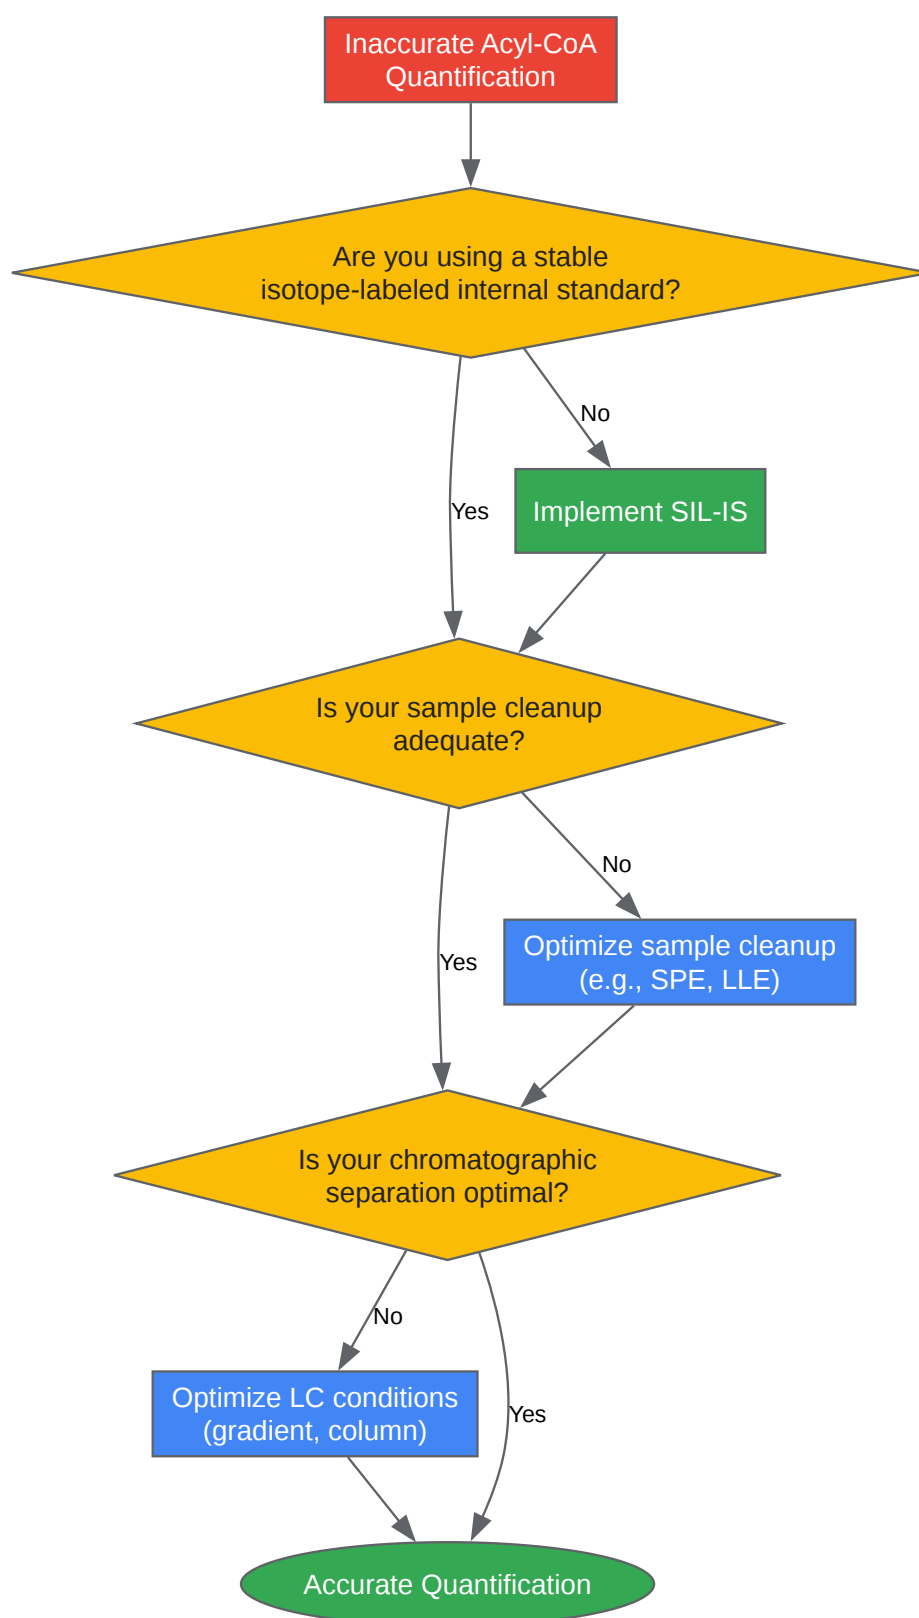 Inaccurate Acyl-CoA
Quantification
Are you using a stable
isotope-labeled internal standard?
No
Yes
Implement SIL-IS
Is your sample cleanup
adequate?
No
Yes
Optimize sample cleanup
(e.g., SPE, LLE)
Is your chromatographic
separation optimal?
No
Optimize LC conditions
(gradient, column)
Yes
Accurate Quantification